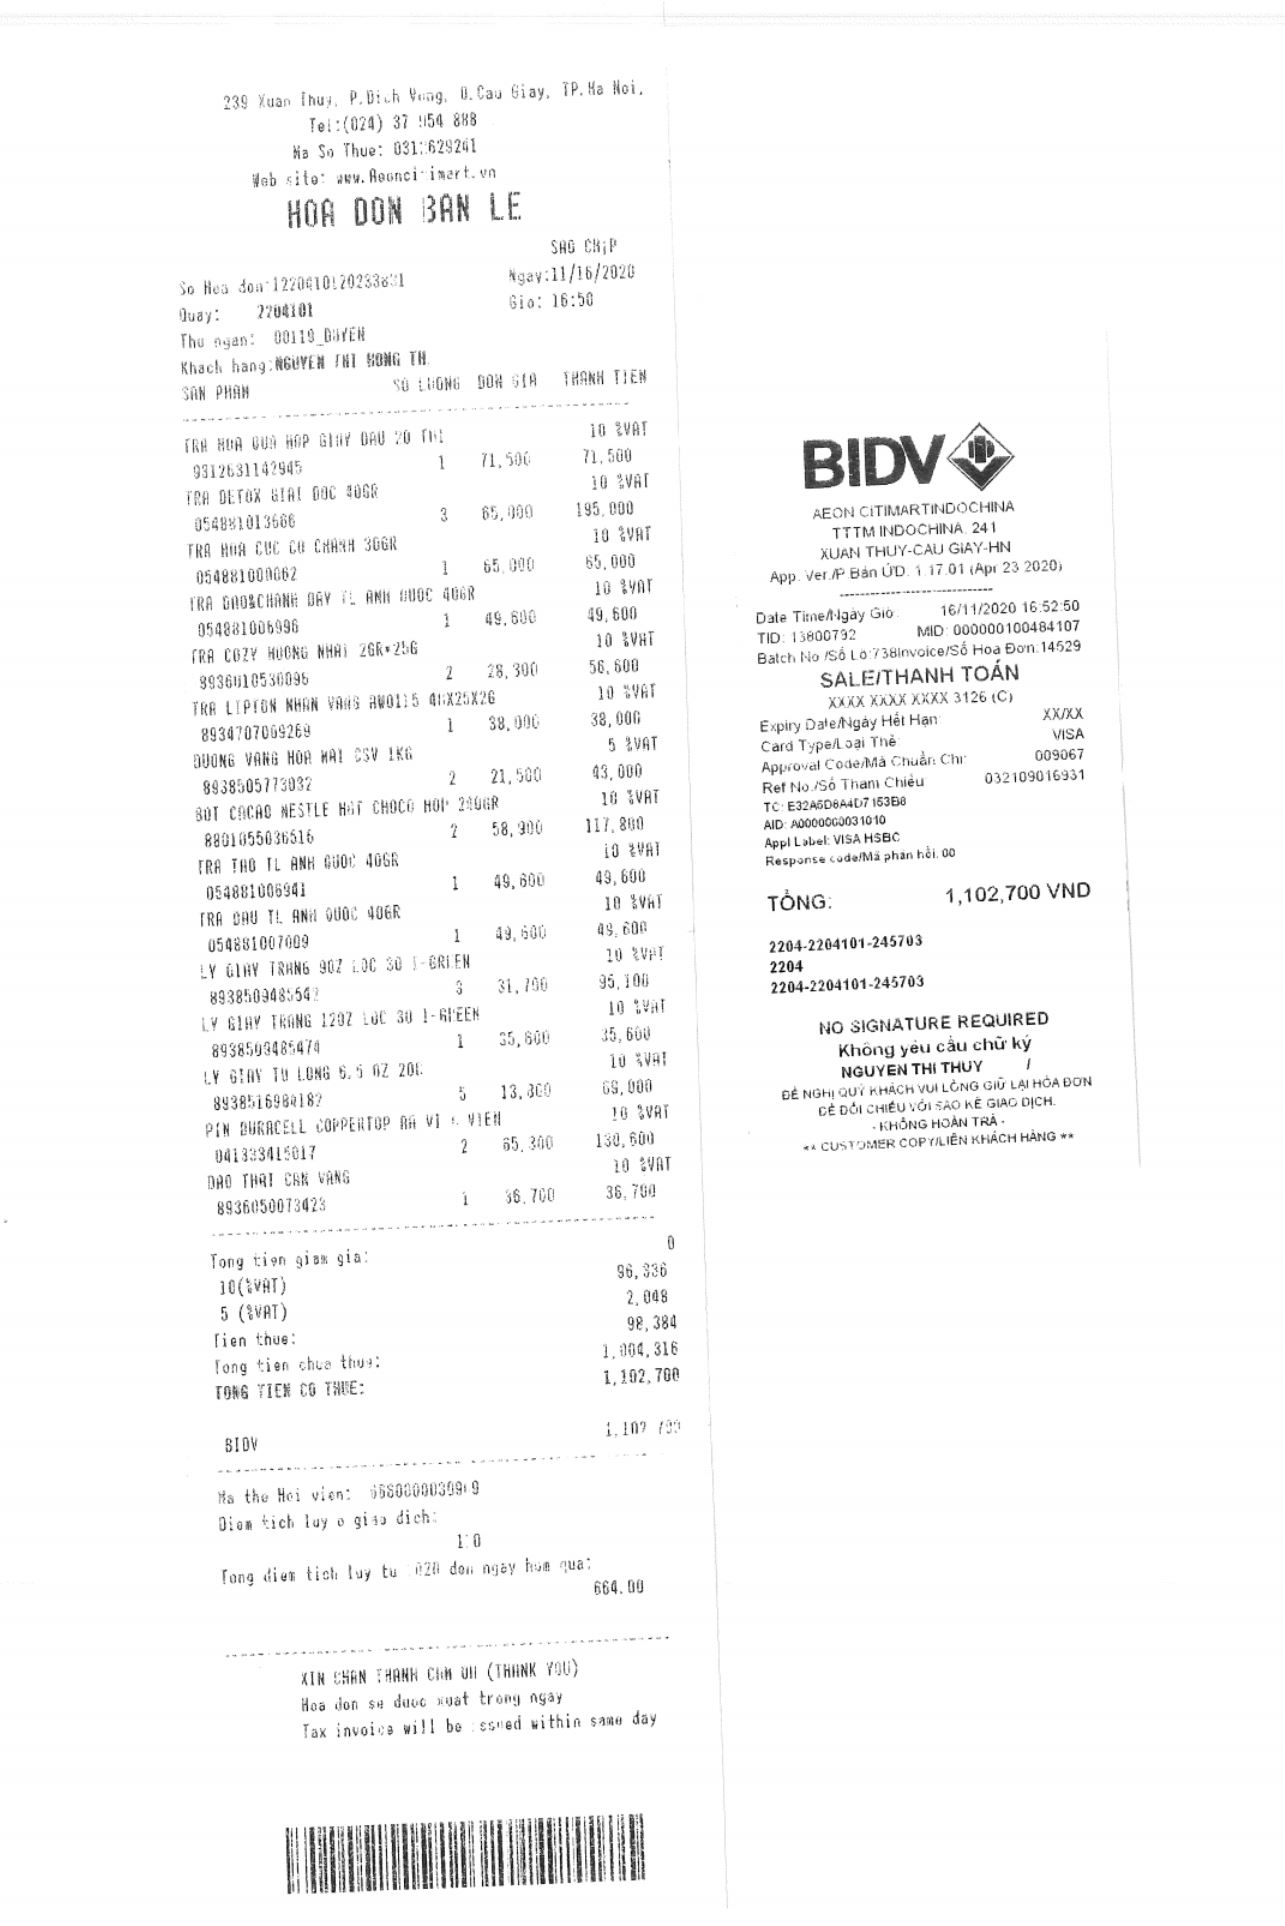 239 Xuan Thuy, P.Dich Vong, Q.Cau Giay, TP.Ha Noi,
Tel:(024) 37 954 888
Ma So Thue:
Web site: www.Aeoncitimart.vn
HOA DON BAN LE
SAO CHEP
So Hoa don:
Ngay:11/16/2020
Quay: 2204101
Gio: 16:50
Thu ngan: 00119_DUYEN
Khach hang:NGUYEN THI HONG TH.
SAN PHAM SO LUONG DON GIA THANH TIEN
TRA HOA QUA HOP GIAY DAU 20 TUI 10 %VAT
9312631142945 1 71,500 71,500
TRA DETOX GIAI DOC 40GR 10 %VAT
054881013666 3 65,000 195,000
TRA HOA CUC CO CHANH 30GR 10 %VAT
054881000062 1 65,000 65,000
TRA DAO&CHANH DAY TL ANH QUOC 40GR 10 %VAT
054881006996 1 49,600 49,600
TRA COZY HUONG NHAI 2GR*25G 10 %VAT
8936010530096 2 28,300 56,600
TRA LIPTON NHAN VANG AW0115 48X25X2G 10 %VAT
8934707009269 1 38,000 38,000
DUONG VANG HOA MAI CSV 1KG 5 %VAT
8938505773032 2 21,500 43,000
BOT CACAO NESTLE HOT CHOCO HOP 200GR 10 %VAT
8801055036516 2 58,900 117,800
TRA TAO TL ANH QUOC 40GR 10 %VAT
054881006941 1 49,600 49,600
TRA DAU TL ANH QUOC 40GR 10 %VAT
054881007009 1 49,600 49,600
LY GIAY TRANG 9OZ LOC 30 I-GREEN 10 %VAT
8938509485542 3 31,700 95,100
LY GIAY TRANG 12OZ LOC 30 I-GREEN 10 %VAT
8938509485474 1 35,600 35,600
LY GIAY TU LONG 6.5 OZ 20C 10 %VAT
8938516984182 5 13,800 69,000
PIN DURACELL COPPERTOP AA VI VIEN 10 %VAT
041333415017 2 65,300 130,600
DAO THAI CAN VANG 10 %VAT
8936050073423 1 36,700 36,700
Tong tien giam gia: 0
10(%VAT) 96,336
5 (%VAT) 2,048
Tien thue: 98,384
Tong tien chua thue: 1,004,316
TONG TIEN CO THUE: 1,102,700
BIDV 1,102,700
Ma the Hoi vien:
Diem tich luy o giao dich:
Tong diem tich luy tu 2020 den ngay hom qua:
664.00
XIN CHAN THANH CAM ON (THANK YOU)
Hoa don se duoc xuat trong ngay
Tax invoice will be issued within same day
BIDV
AEON CITIMARTINDOCHINA
TTTM INDOCHINA, 241
XUAN THUY-CAU GIAY-HN
App. Ver./P.Bản ƯD: 1.17.01 (Apr 23 2020)
Date Time/Ngày Giờ: 16/11/2020 16:52:50
TID: 13800792 MID: 000000100484107
Batch No./Số Lô:738Invoice/Số Hoá Đơn:14529
SALE/THANH TOÁN
XXXX XXXX XXXX 3126 (C)
Expiry Date/Ngày Hết Hạn: XX/XX
Card Type/Loại Thẻ: VISA
Approval Code/Mã Chuẩn Chi: 009067
Ref No./Số Tham Chiếu: 032109016931
TC: E32A6D8A4D7153B8
AID: A0000000031010
Appl Label: VISA HSBC
Response code/Mã phản hồi: 00
TỔNG: 1,102,700 VND
2204-2204101-245703
2204
2204-2204101-245703
NO SIGNATURE REQUIRED
Không yêu cầu chữ ký
NGUYEN THI THUY /
ĐỀ NGHỊ QUÝ KHÁCH VUI LÒNG GIỮ LẠI HÓA ĐƠN
ĐỂ ĐỐI CHIẾU VỚI SAO KÊ GIAO DỊCH.
- KHÔNG HOÀN TRẢ -
** CUSTOMER COPY/LIÊN KHÁCH HÀNG **